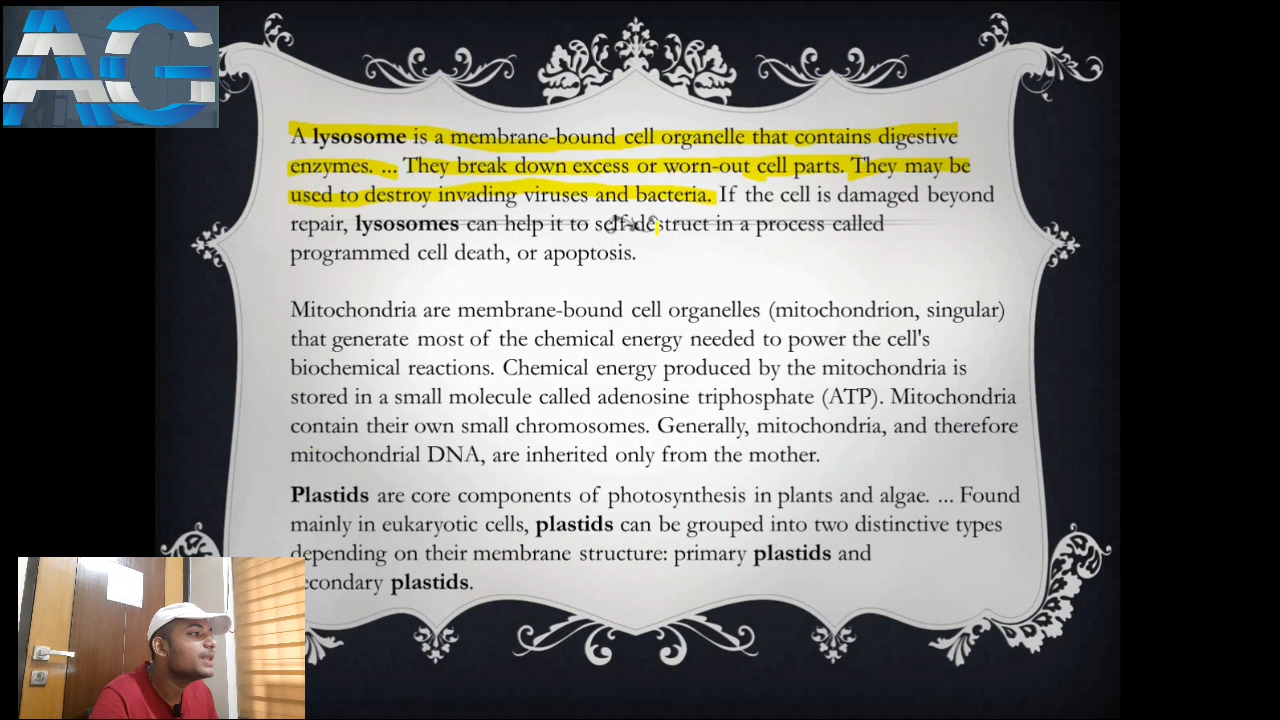 AG
A lysosome is a membrane-bound cell organelle that contains digestive
enzymes. ... They break down excess or worn-out cell parts. They may be
used to destroy invading viruses and bacteria. If the cell is damaged beyond
repair, lysosomes can help it to self-destruct in a process called
programmed cell death, or apoptosis.
Mitochondria are membrane-bound cell organelles (mitochondrion, singular)
that generate most of the chemical energy needed to power the cell's
biochemical reactions. Chemical energy produced by the mitochondria is
stored in a small molecule called adenosine triphosphate (ATP). Mitochondria
contain their own small chromosomes. Generally, mitochondria, and therefore
mitochondrial DNA, are inherited only from the mother.
Plastids are core components of photosynthesis in plants and algae. ... Found
mainly in eukaryotic cells, plastids can be grouped into two distinctive types
depending on their membrane structure: primary plastids and
econdary plastids.